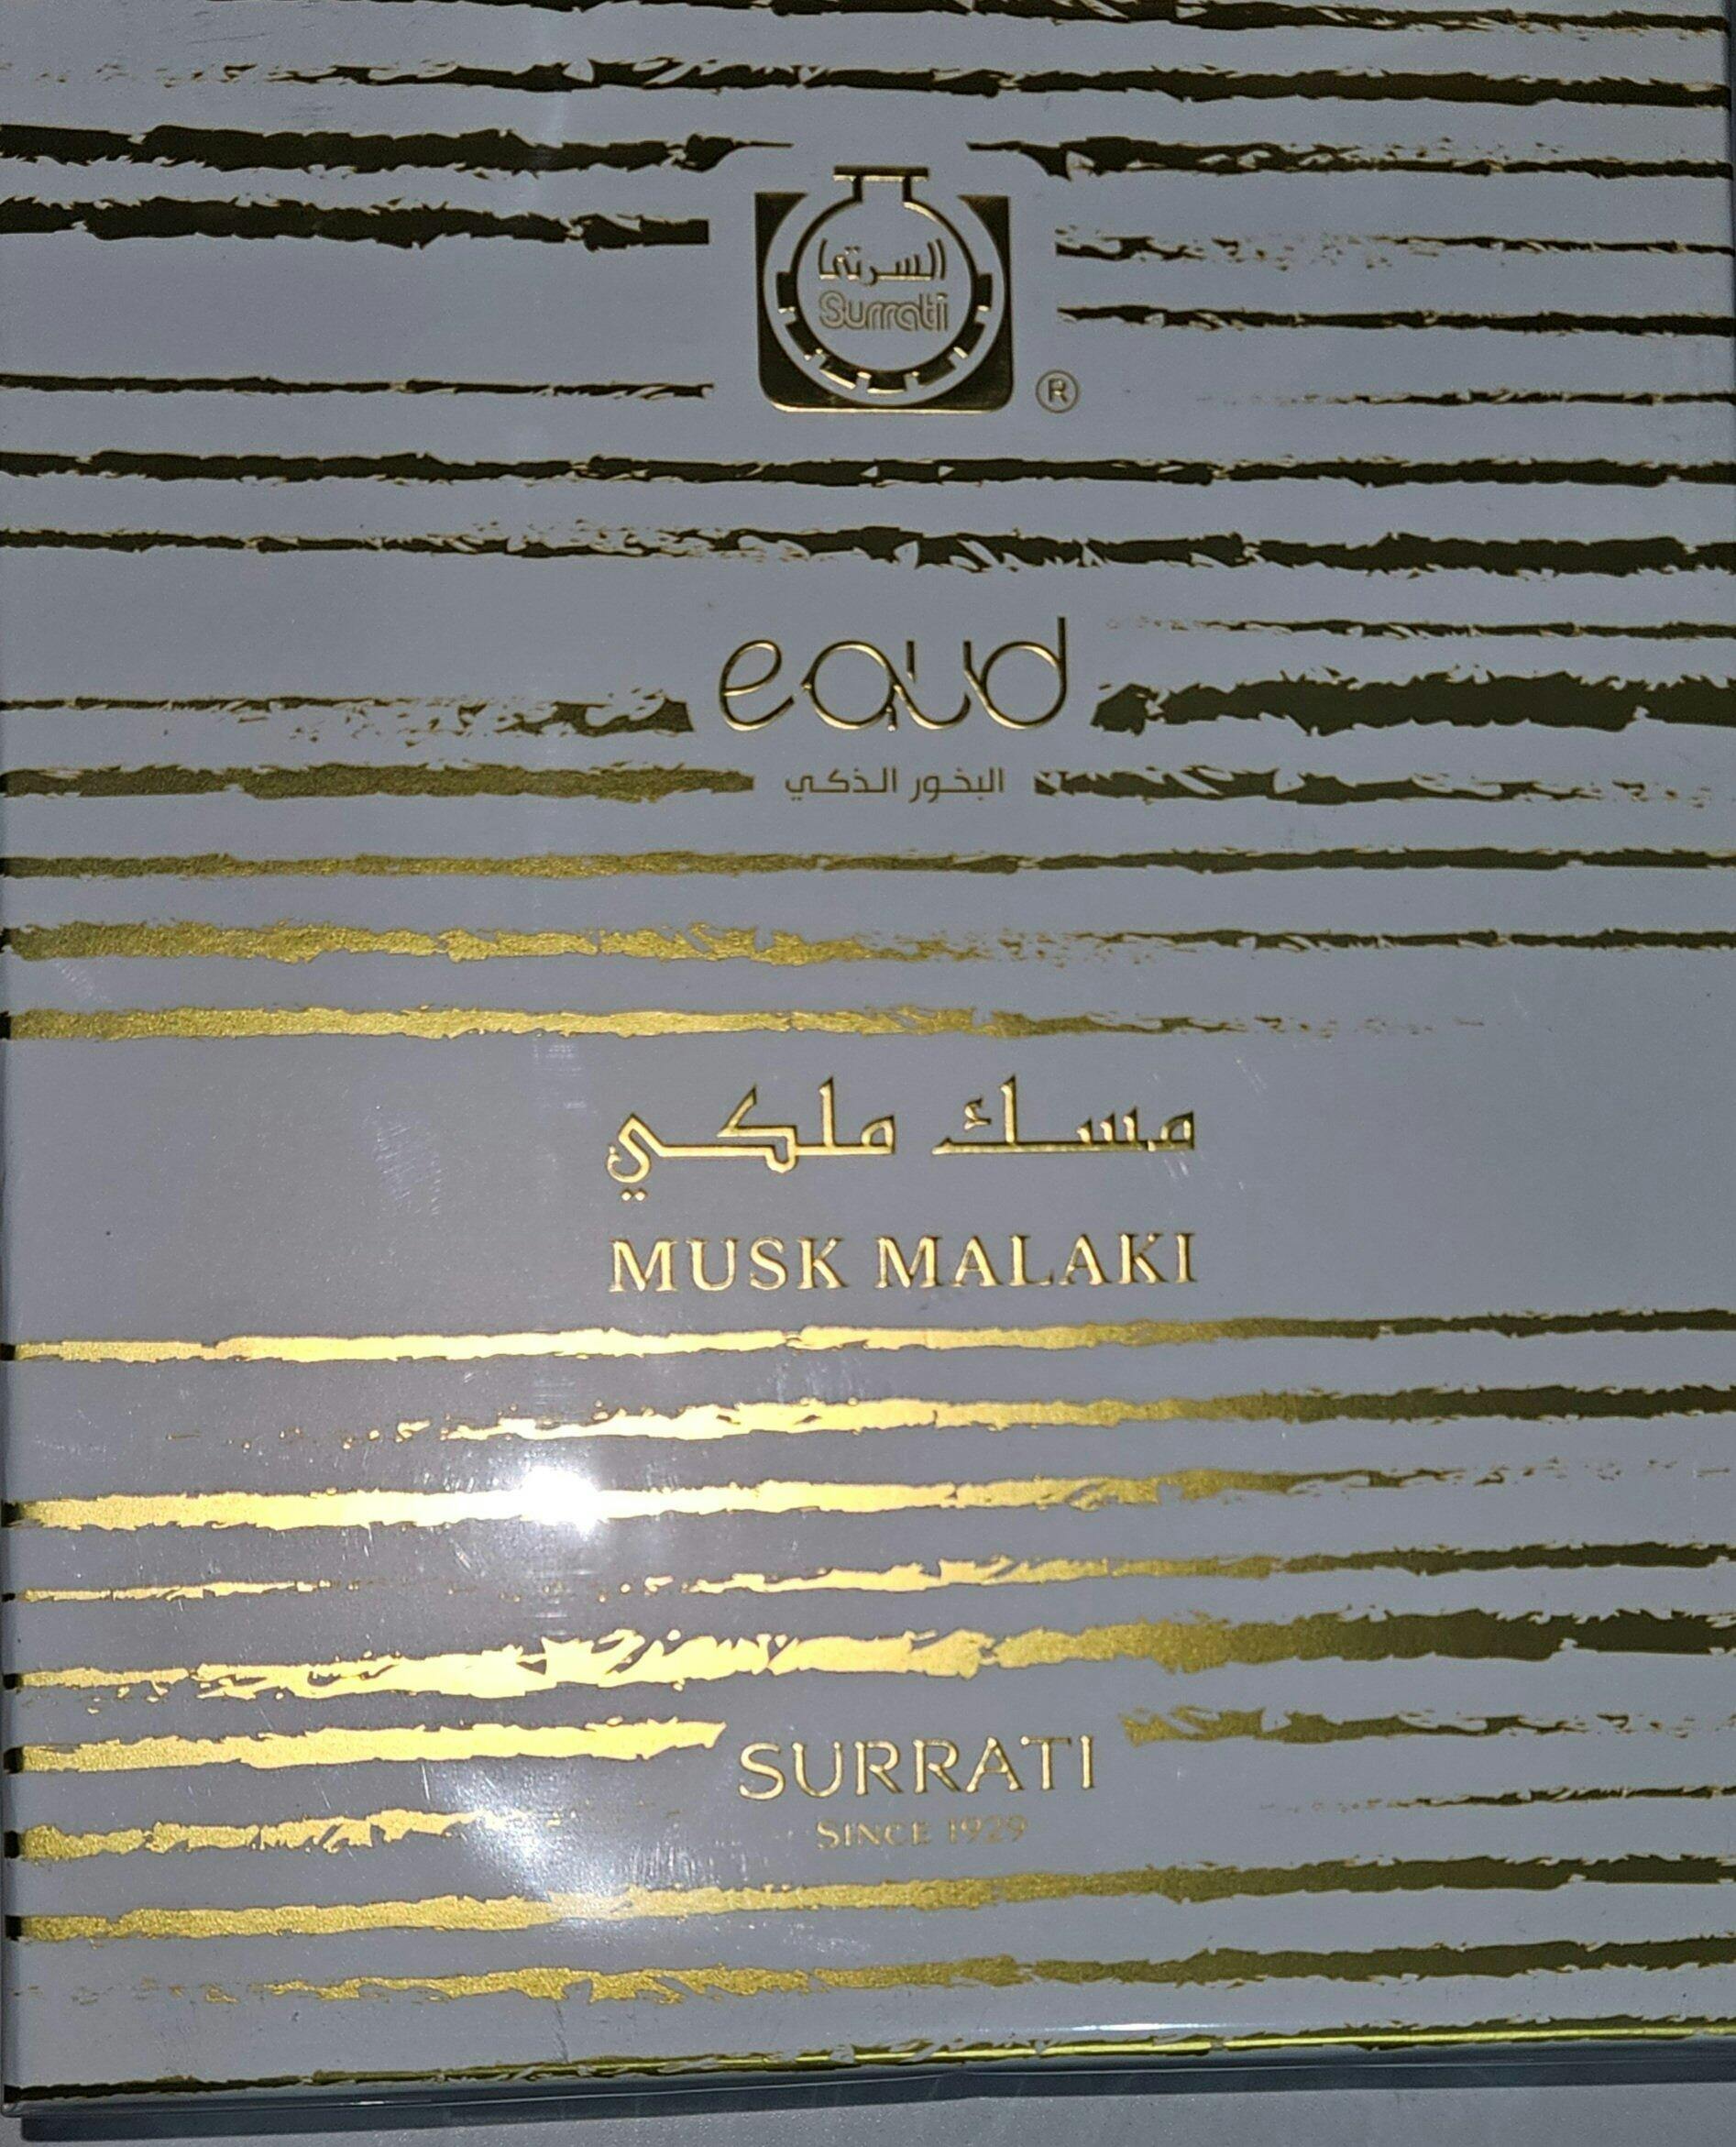 السرتي
Surrati
®
eaud
البخور الذكي
مسك ملكي
MUSK MALAKI
SURRATI
SINCE 1929